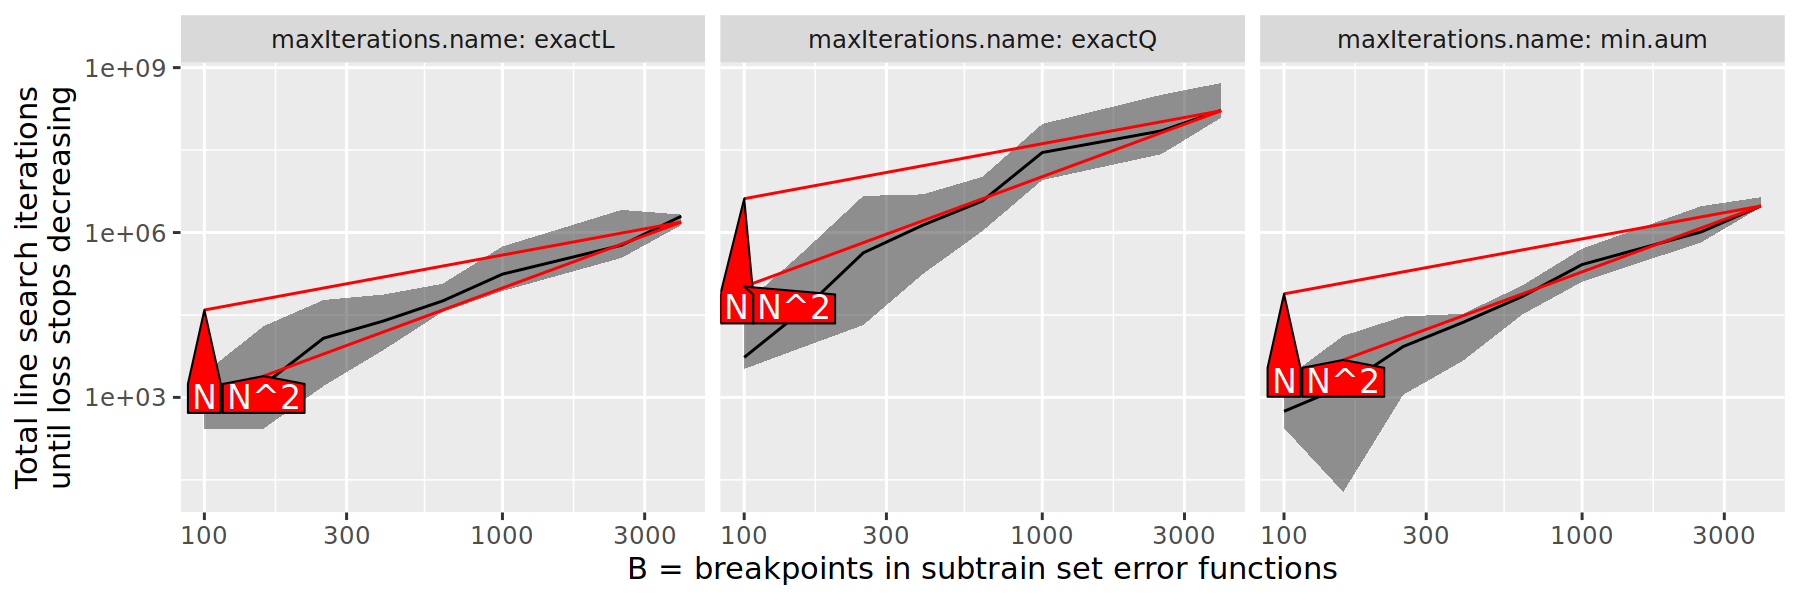 maxIterations.name: exactL
maxIterations.name: exactQ
maxIterations.name: min.aum
Total line search iterations
until loss stops decreasing
1e+09
1e+06
1e+03
N
N^2
N
N^2
N
N^2
100
300
1000
3000
100
300
1000
3000
100
300
1000
3000
B = breakpoints in subtrain set error functions